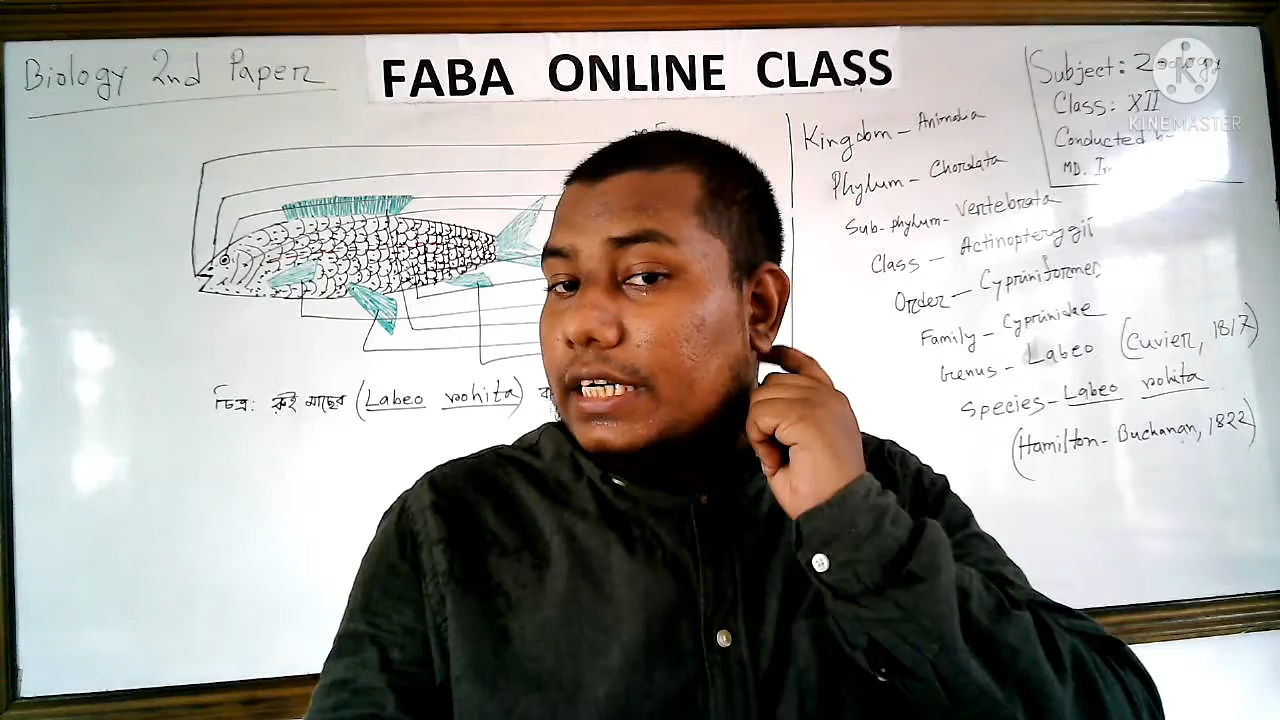 Biology 2nd Paper
FABA ONLINE CLASS
Subject: Zoology
Class: XII
Conducted
MD.
KINEMASTER
Kingdom - Animalia
Phylum - Chordata
Sub-phylum- Vertebrata
Class - Actinopterygii
Order - Cypriniformes
Family - Cyprinidae
Genus - Labeo (Cuvier, 1817)
Species - Labeo rohita
(Hamilton - Buchanan, 1822)
চিত্র: রুই মাছের (Labeo rohita)